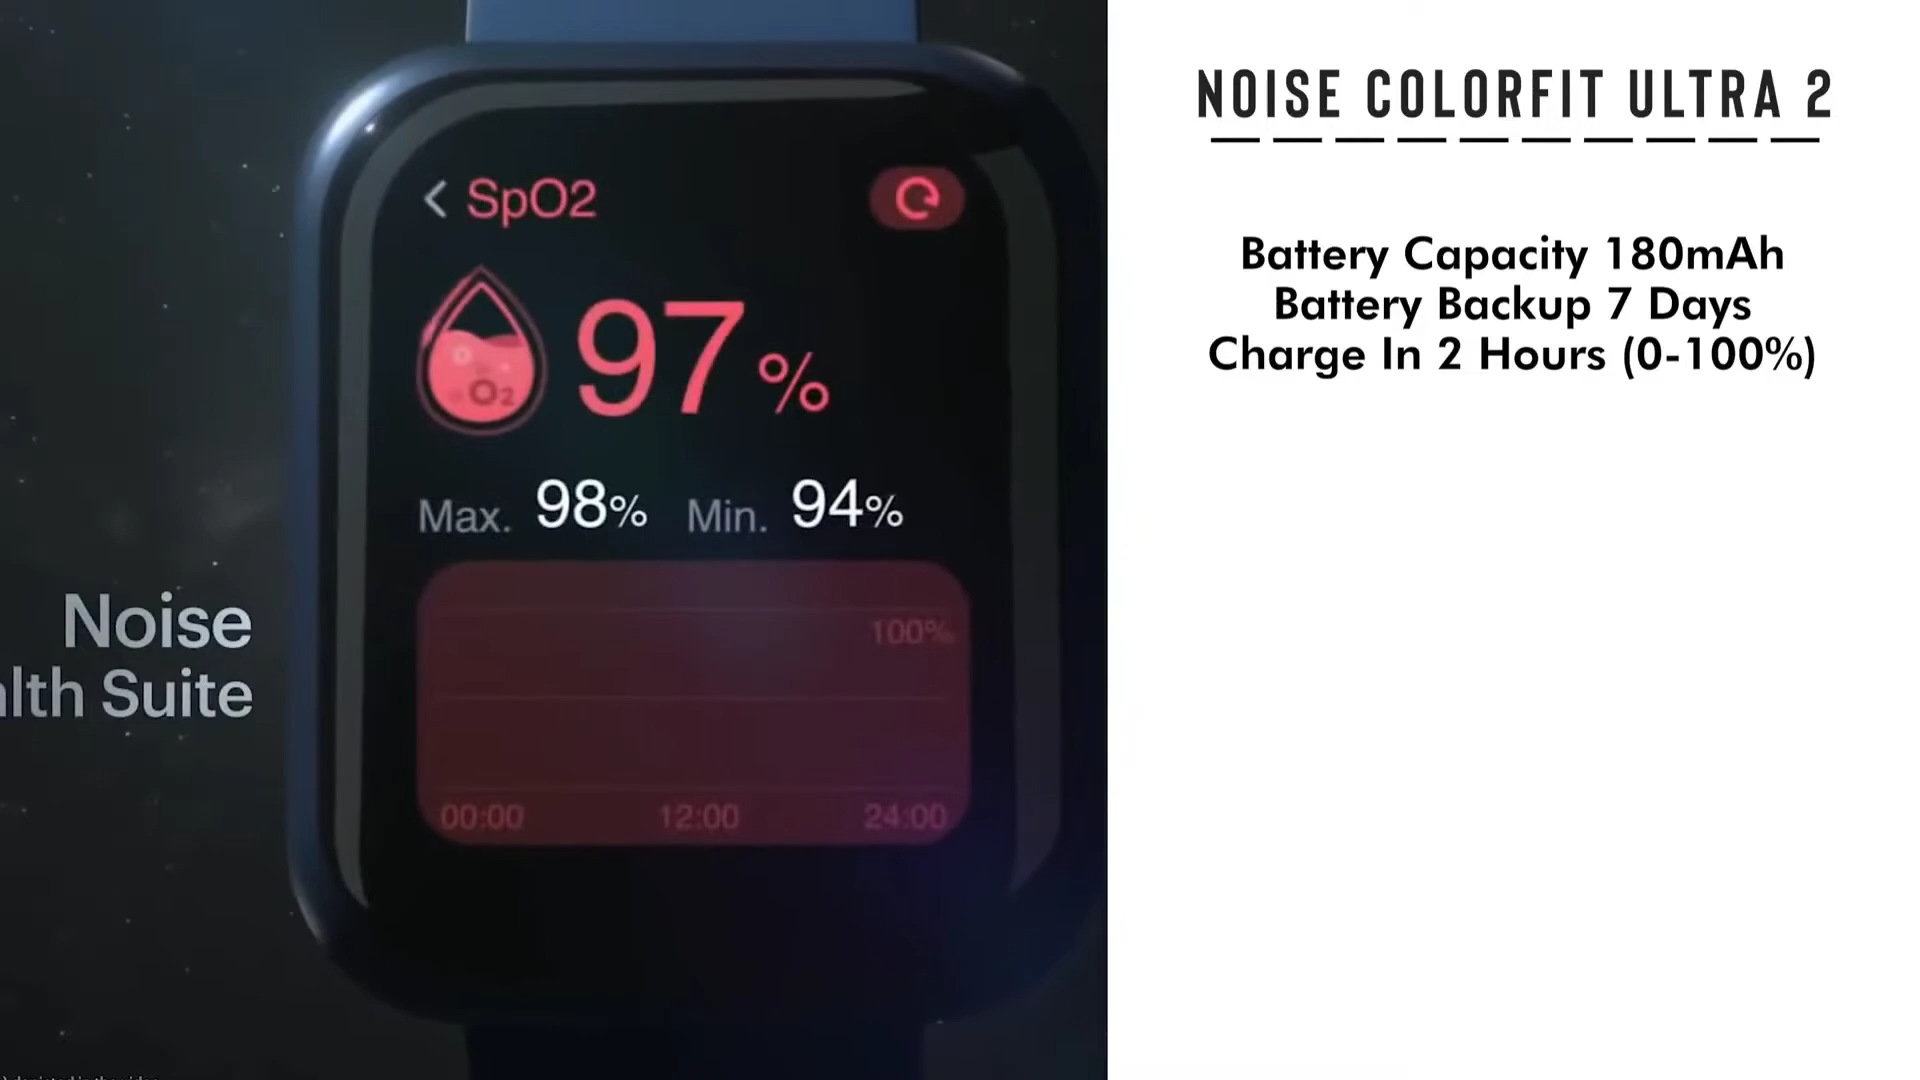 NOISE COLORFIT ULTRA 2
Battery Capacity 180mAh
Battery Backup 7 Days
Charge In 2 Hours (0-100%)
SpO2
O2
97%
Max. 98% Min. 94%
100%
00:00 12:00 24:00
Noise
Suite